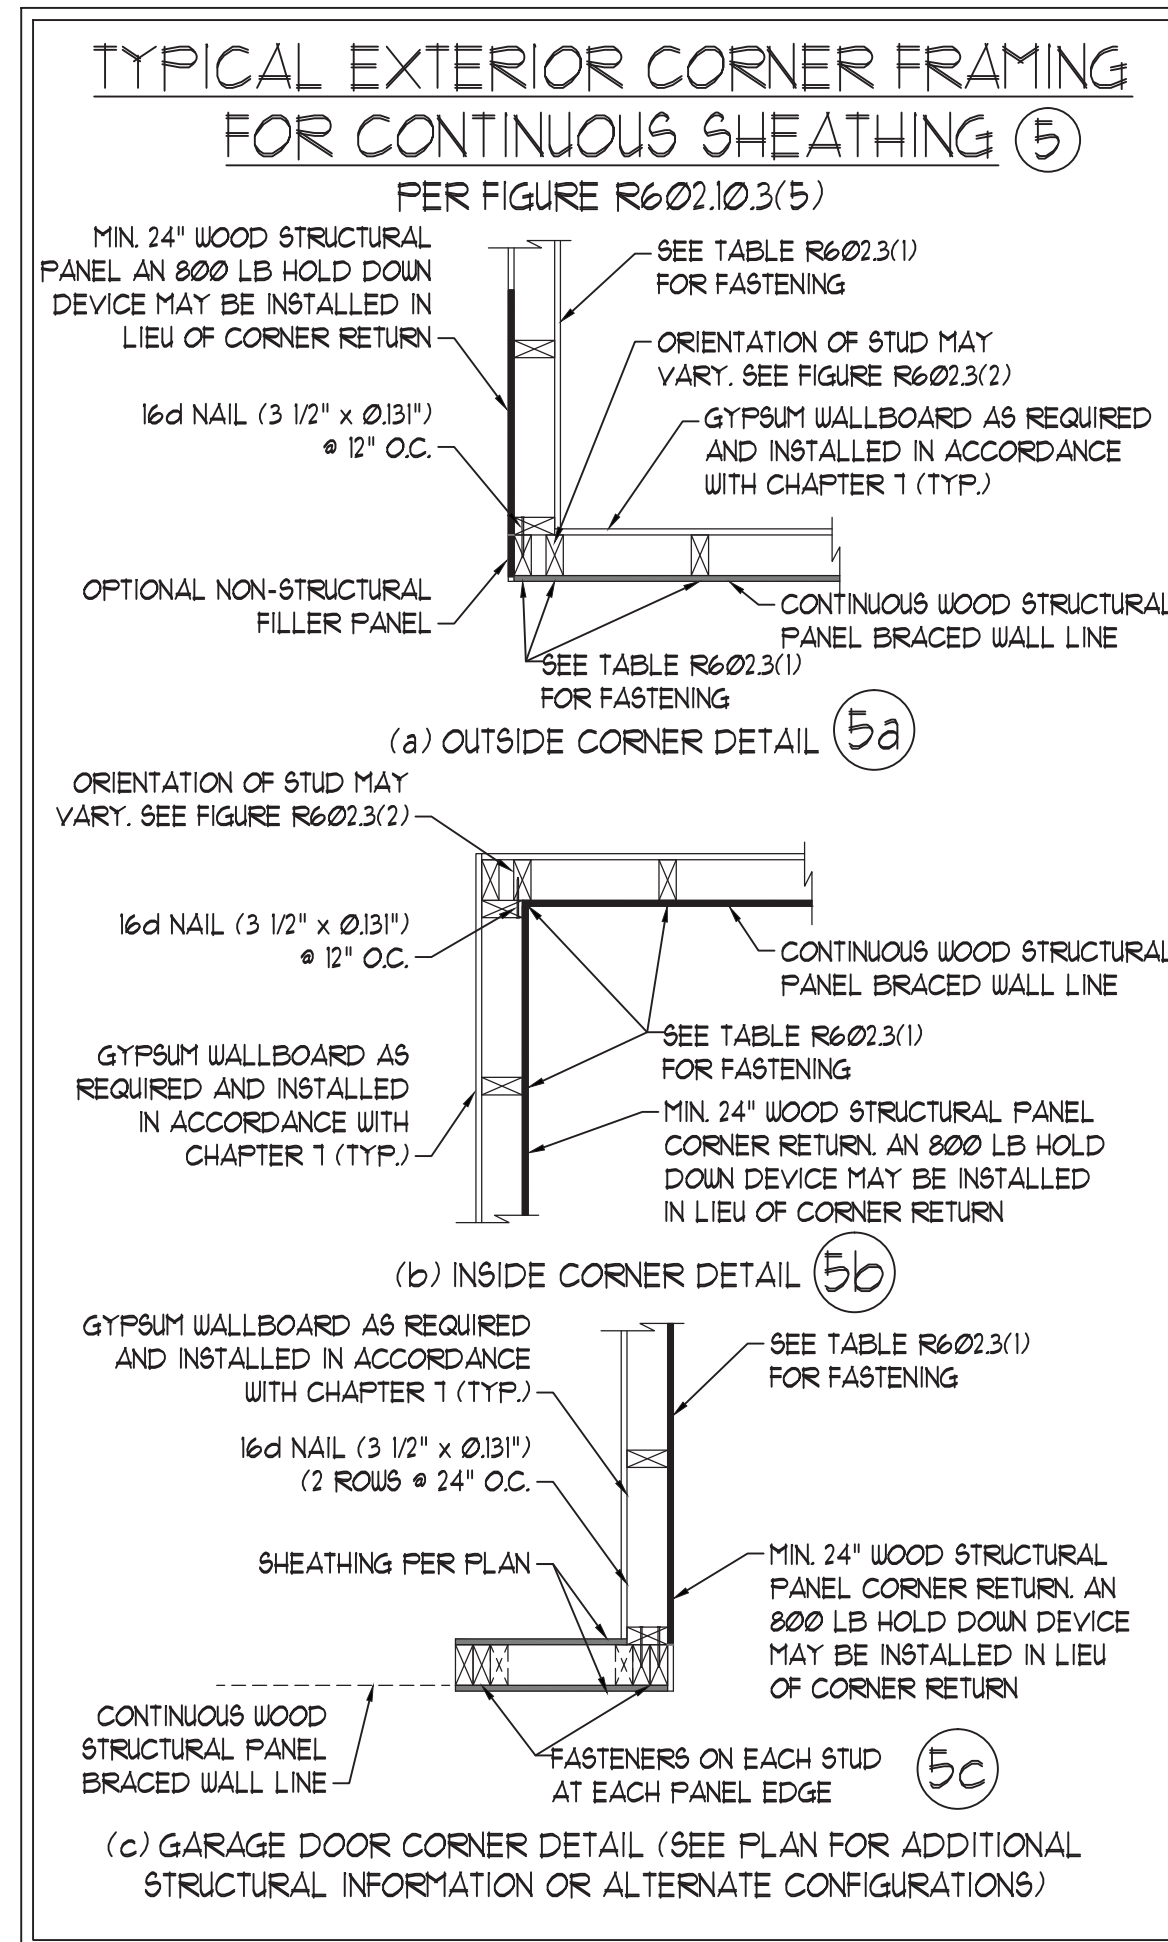 TYPICAL EXTERIOR CORNER FRAMING
FOR CONTINUOUS SHEATHING 5
PER FIGURE R602.10.3(5)
MIN. 24" WOOD STRUCTURAL
PANEL AN 800 LB HOLD DOWN
DEVICE MAY BE INSTALLED IN
LIEU OF CORNER RETURN
SEE TABLE R602.3(1)
FOR FASTENING
ORIENTATION OF STUD MAY
VARY. SEE FIGURE R602.3(2)
16d NAIL (3 1/2" x 0.131")
@ 12" O.C.
GYPSUM WALLBOARD AS REQUIRED
AND INSTALLED IN ACCORDANCE
WITH CHAPTER 7 (TYP.)
OPTIONAL NON-STRUCTURAL
FILLER PANEL
CONTINUOUS WOOD STRUCTURAL
PANEL BRACED WALL LINE
SEE TABLE R602.3(1)
FOR FASTENING
(a) OUTSIDE CORNER DETAIL 5a
ORIENTATION OF STUD MAY
VARY. SEE FIGURE R602.3(2)
16d NAIL (3 1/2" x 0.131")
@ 12" O.C.
CONTINUOUS WOOD STRUCTURAL
PANEL BRACED WALL LINE
SEE TABLE R602.3(1)
FOR FASTENING
GYPSUM WALLBOARD AS
REQUIRED AND INSTALLED
IN ACCORDANCE WITH
CHAPTER 7 (TYP.)
MIN. 24" WOOD STRUCTURAL PANEL
CORNER RETURN. AN 800 LB HOLD
DOWN DEVICE MAY BE INSTALLED
IN LIEU OF CORNER RETURN
(b) INSIDE CORNER DETAIL 5b
GYPSUM WALLBOARD AS REQUIRED
AND INSTALLED IN ACCORDANCE
WITH CHAPTER 7 (TYP.)
SEE TABLE R602.3(1)
FOR FASTENING
16d NAIL (3 1/2" x 0.131")
(2 ROWS @ 24" O.C.
SHEATHING PER PLAN
MIN. 24" WOOD STRUCTURAL
PANEL CORNER RETURN. AN
800 LB HOLD DOWN DEVICE
MAY BE INSTALLED IN LIEU
OF CORNER RETURN
CONTINUOUS WOOD
STRUCTURAL PANEL
BRACED WALL LINE
FASTENERS ON EACH STUD
AT EACH PANEL EDGE
5c
(c) GARAGE DOOR CORNER DETAIL (SEE PLAN FOR ADDITIONAL
STRUCTURAL INFORMATION OR ALTERNATE CONFIGURATIONS)